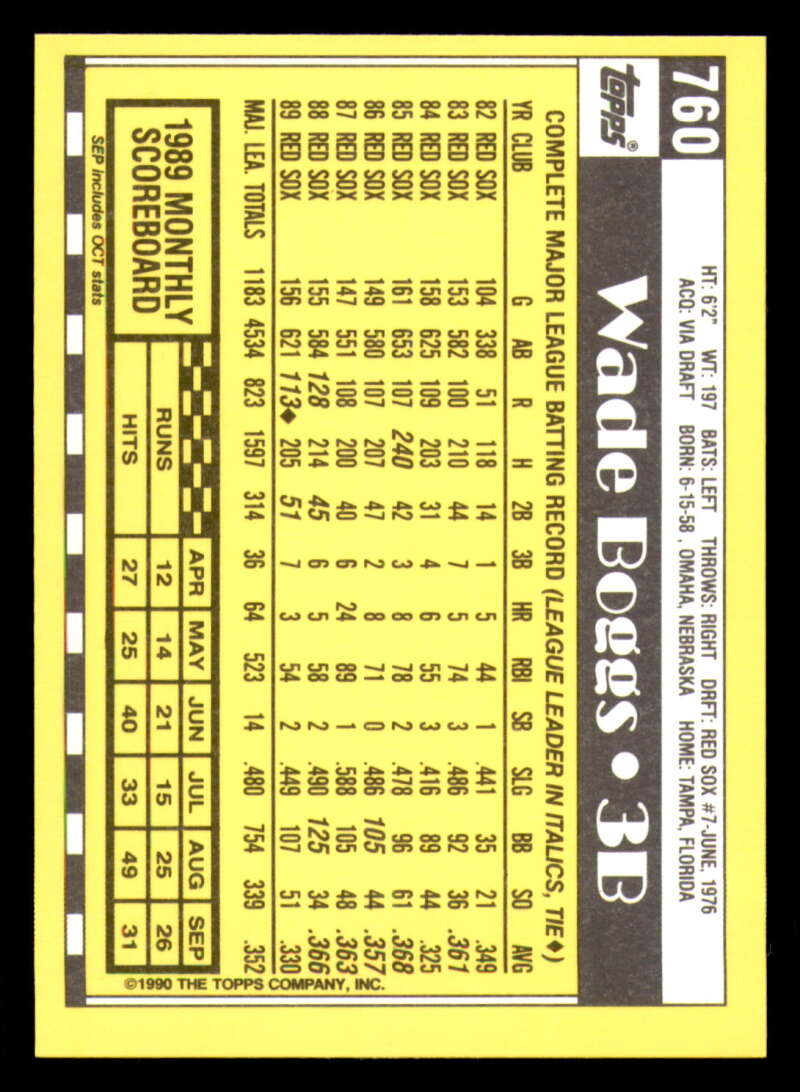 760
HT: 6'2" WT: 197 BATS: LEFT THROWS: RIGHT DRFT: RED SOX #7-JUNE, 1976
ACQ: VIA DRAFT BORN: 6-15-58 , OMAHA, NEBRASKA HOME: TAMPA, FLORIDA
topps®
Wade Boggs • 3B
COMPLETE MAJOR LEAGUE BATTING RECORD (LEAGUE LEADER IN ITALICS, TIE◆)
YR CLUB G AB R H 2B 3B HR RBI SB SLG BB SO AVG
82 RED SOX 104 338 51 118 14 1 5 44 1 .441 35 21 .349
83 RED SOX 153 582 100 210 44 7 5 74 3 .486 92 36 .361
84 RED SOX 158 625 109 203 31 4 6 55 3 .416 89 44 .325
85 RED SOX 161 653 107 240 42 3 8 78 2 .478 96 61 .368
86 RED SOX 149 580 107 207 47 2 8 71 0 .486 105 44 .357
87 RED SOX 147 551 108 200 40 6 24 89 1 .588 105 48 .363
88 RED SOX 155 584 128 214 45 6 5 58 2 .490 125 34 .366
89 RED SOX 156 621 113◆ 205 51 7 3 54 2 .449 107 51 .330
MAJ. LEA. TOTALS 1183 4534 823 1597 314 36 64 523 14 .480 754 339 .352
1989 MONTHLY
SCOREBOARD
APR MAY JUN JUL AUG SEP
RUNS 12 14 21 15 25 26
HITS 27 25 40 33 49 31
SEP includes OCT stats
©1990 THE TOPPS COMPANY, INC.